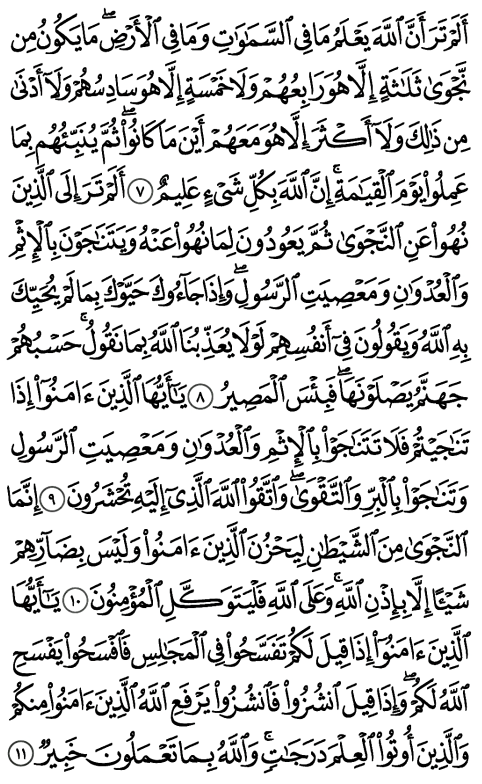 أَلَمْ تَرَ أَنَّ ٱللَّهَ يَعْلَمُ مَا فِى ٱلسَّمَـٰوَٰتِ وَمَا فِى ٱلْأَرْضِ ۖ مَا يَكُونُ مِن
نَّجْوَىٰ ثَلَـٰثَةٍ إِلَّا هُوَ رَابِعُهُمْ وَلَا خَمْسَةٍ إِلَّا هُوَ سَادِسُهُمْ وَلَآ أَدْنَىٰ
مِن ذَٰلِكَ وَلَآ أَكْثَرَ إِلَّا هُوَ مَعَهُمْ أَيْنَ مَا كَانُوا۟ ۖ ثُمَّ يُنَبِّئُهُم بِمَا
عَمِلُوا۟ يَوْمَ ٱلْقِيَـٰمَةِ ۚ إِنَّ ٱللَّهَ بِكُلِّ شَىْءٍ عَلِيمٌ ٧ أَلَمْ تَرَ إِلَى ٱلَّذِينَ
نُهُوا۟ عَنِ ٱلنَّجْوَىٰ ثُمَّ يَعُودُونَ لِمَا نُهُوا۟ عَنْهُ وَيَتَنَـٰجَوْنَ بِٱلْإِثْمِ
وَٱلْعُدْوَٰنِ وَمَعْصِيَتِ ٱلرَّسُولِ ۖ وَإِذَا جَآءُوكَ حَيَّوْكَ بِمَا لَمْ يُحَيِّكَ
بِهِ ٱللَّهُ وَيَقُولُونَ فِىٓ أَنفُسِهِمْ لَوْلَا يُعَذِّبُنَا ٱللَّهُ بِمَا نَقُولُ ۚ حَسْبُهُمْ
جَهَنَّمُ يَصْلَوْنَهَا ۖ فَبِئْسَ ٱلْمَصِيرُ ٨ يَـٰٓأَيُّهَا ٱلَّذِينَ ءَامَنُوٓا۟ إِذَا
تَنَـٰجَيْتُمْ فَلَا تَتَنَـٰجَوْا۟ بِٱلْإِثْمِ وَٱلْعُدْوَٰنِ وَمَعْصِيَتِ ٱلرَّسُولِ
وَتَنَـٰجَوْا۟ بِٱلْبِرِّ وَٱلتَّقْوَىٰ ۖ وَٱتَّقُوا۟ ٱللَّهَ ٱلَّذِىٓ إِلَيْهِ تُحْشَرُونَ ٩ إِنَّمَا
ٱلنَّجْوَىٰ مِنَ ٱلشَّيْطَـٰنِ لِيَحْزُنَ ٱلَّذِينَ ءَامَنُوا۟ وَلَيْسَ بِضَآرِّهِمْ
شَيْـًٔا إِلَّا بِإِذْنِ ٱللَّهِ ۚ وَعَلَى ٱللَّهِ فَلْيَتَوَكَّلِ ٱلْمُؤْمِنُونَ ١٠ يَـٰٓأَيُّهَا
ٱلَّذِينَ ءَامَنُوٓا۟ إِذَا قِيلَ لَكُمْ تَفَسَّحُوا۟ فِى ٱلْمَجَـٰلِسِ فَٱفْسَحُوا۟ يَفْسَحِ
ٱللَّهُ لَكُمْ ۖ وَإِذَا قِيلَ ٱنشُزُوا۟ فَٱنشُزُوا۟ يَرْفَعِ ٱللَّهُ ٱلَّذِينَ ءَامَنُوا۟ مِنكُمْ
وَٱلَّذِينَ أُوتُوا۟ ٱلْعِلْمَ دَرَجَـٰتٍ ۚ وَٱللَّهُ بِمَا تَعْمَلُونَ خَبِيرٌ ١١